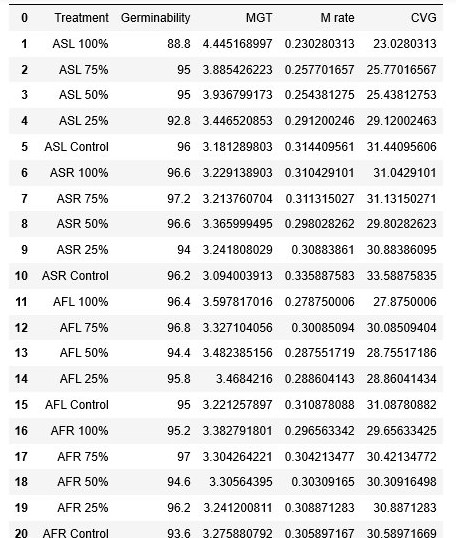 0 Treatment Germinability MGT M rate CVG
1 ASL 100% 88.8 4.445168997 0.230280313 23.0280313
2 ASL 75% 95 3.885426223 0.257701657 25.77016567
3 ASL 50% 95 3.936799173 0.254381275 25.43812753
4 ASL 25% 92.8 3.446520853 0.291200246 29.12002463
5 ASL Control 96 3.181289803 0.314409561 31.44095606
6 ASR 100% 96.6 3.229138903 0.310429101 31.0429101
7 ASR 75% 97.2 3.213760704 0.311315027 31.13150271
8 ASR 50% 96.6 3.365999495 0.298028262 29.80282623
9 ASR 25% 94 3.241808029 0.30883861 30.88386095
10 ASR Control 96.2 3.094003913 0.335887583 33.58875835
11 AFL 100% 96.4 3.597817016 0.278750006 27.8750006
12 AFL 75% 96.8 3.327104056 0.30085094 30.08509404
13 AFL 50% 94.4 3.482385156 0.287551719 28.75517186
14 AFL 25% 95.8 3.4684216 0.288604143 28.86041434
15 AFL Control 95 3.221257897 0.310878088 31.08780882
16 AFR 100% 95.2 3.382791801 0.296563342 29.65633425
17 AFR 75% 97 3.304264221 0.304213477 30.42134772
18 AFR 50% 94.6 3.30564395 0.30309165 30.30916498
19 AFR 25% 96.2 3.241200811 0.308871283 30.8871283
20 AFR Control 93.6 3.275880792 0.305897167 30.58971669